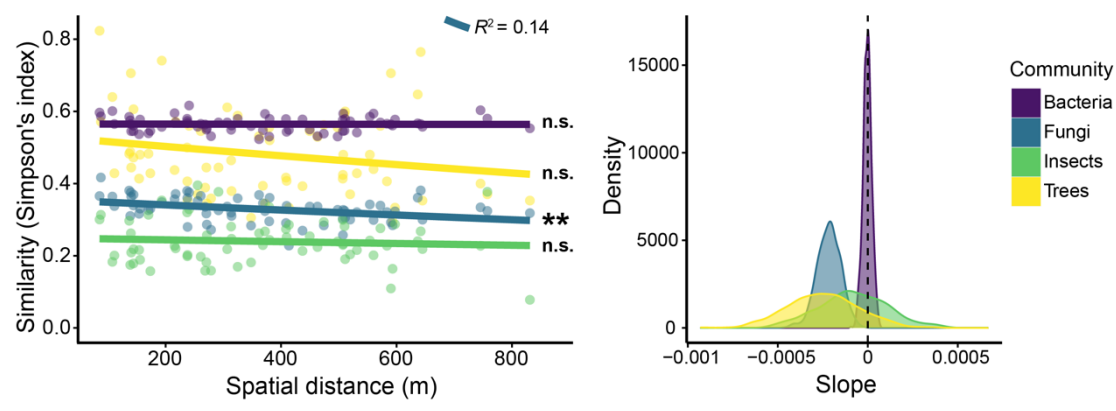 R² = 0.14
Similarity (Simpson's index)
0.8
0.6
0.4
0.2
0.0
n.s.
n.s.
**
n.s.
200
400
600
800
Spatial distance (m)
Density
15000
10000
5000
0
−0.001
−0.0005
0
0.0005
Slope
Community
Bacteria
Fungi
Insects
Trees